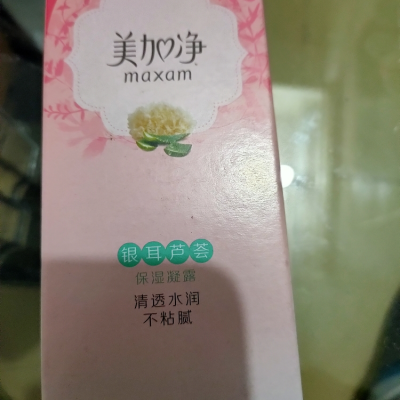 美加净
maxam
银耳芦荟
保湿凝露
清透水润
不粘腻